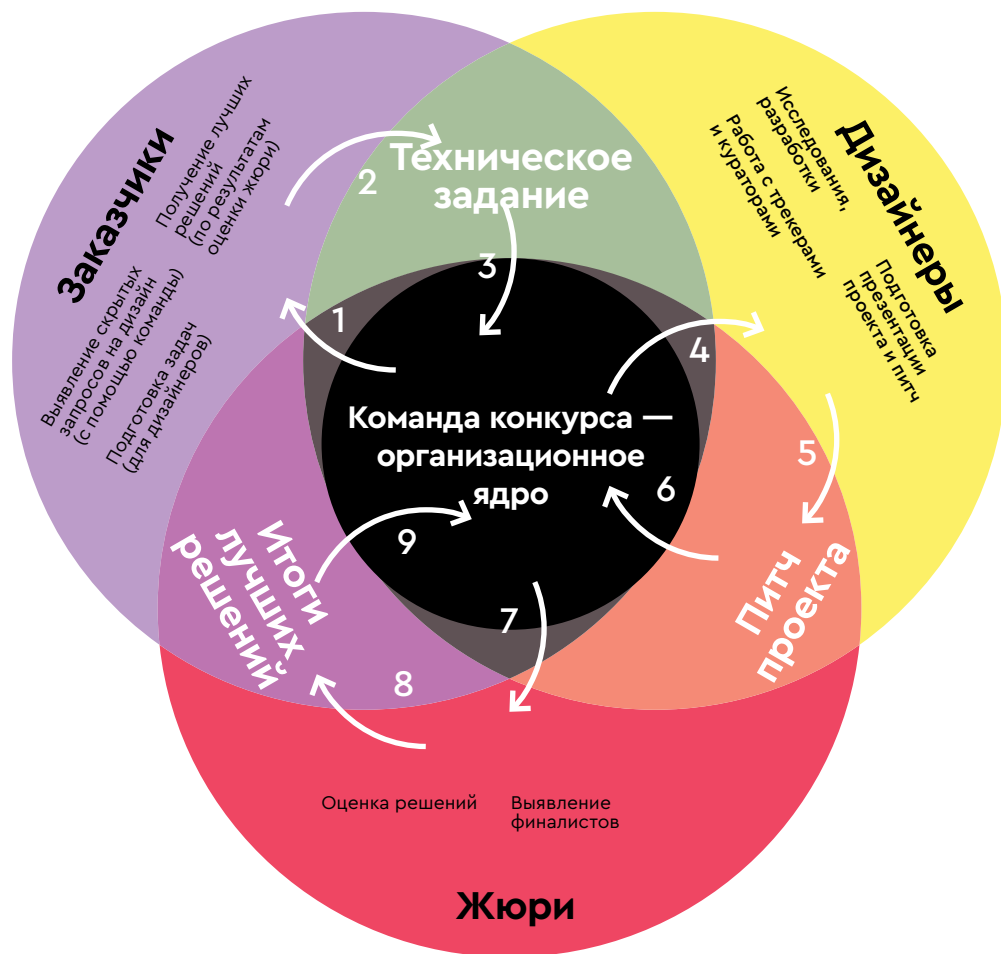 Заказчики
Получение лучших
решений
(по результатам
оценки жюри)
Выявление скрытых
запросов на дизайн
(с помощью команды)
Подготовка задач
(для дизайнеров)
2
Техническое
задание
3
1
Дизайнеры
Исследования,
разработки
Работа с трекерами
и кураторами
Подготовка
презентации
проекта и питч
4
Команда конкурса —
организационное
ядро
5
6
9
Питч
проекта
7
Итоги
лучших
решений
8
Оценка решений
Выявление
финалистов
Жюри